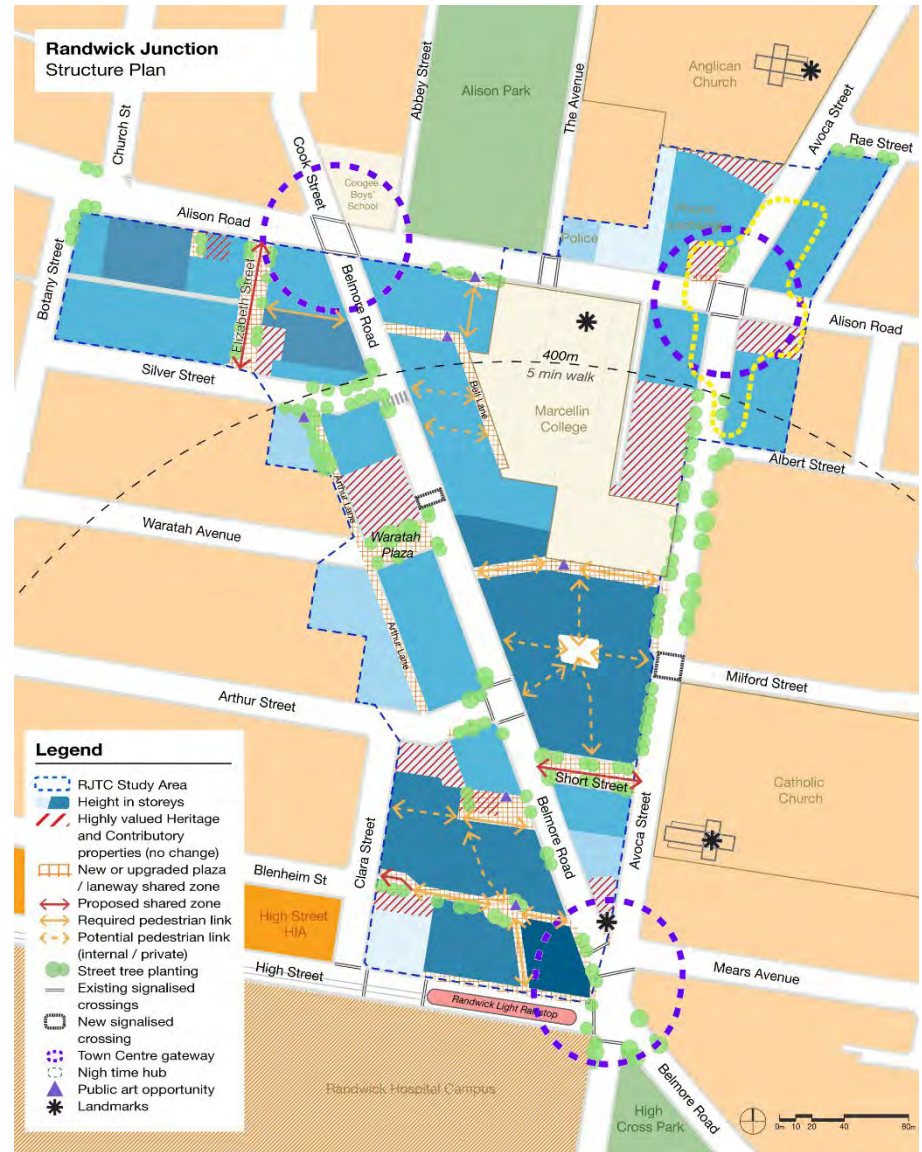 Randwick Junction
Structure Plan
Church St
Cook Street
Abbey Street
Alison Park
The Avenue
Anglican
Church
Avoca Street
Rae Street
Coogee
Boys'
School
Alison Road
Police
Botany Street
Elizabeth Street
Belmore Road
Alison Road
Silver Street
400m
5 min walk
Bell Lane
Marcellin
College
Albert Street
Arthur Lane
Waratah Avenue
Waratah
Plaza
Arthur Lane
Milford Street
Arthur Street
Short Street
Catholic
Church
Belmore Road
Avoca Street
Clara Street
Blenheim St
High Street
HIA
High Street
Mears Avenue
Randwick Light Rail stop
Randwick Hospital Campus
Belmore Road
High
Cross Park
Legend
RJTC Study Area
Height in storeys
Highly valued Heritage
and Contributory
properties (no change)
New or upgraded plaza
/ laneway shared zone
Proposed shared zone
Required pedestrian link
Potential pedestrian link
(internal / private)
Street tree planting
Existing signalised
crossings
New signalised
crossing
Town Centre gateway
Nigh time hub
Public art opportunity
Landmarks
0m 10 20 40 80m